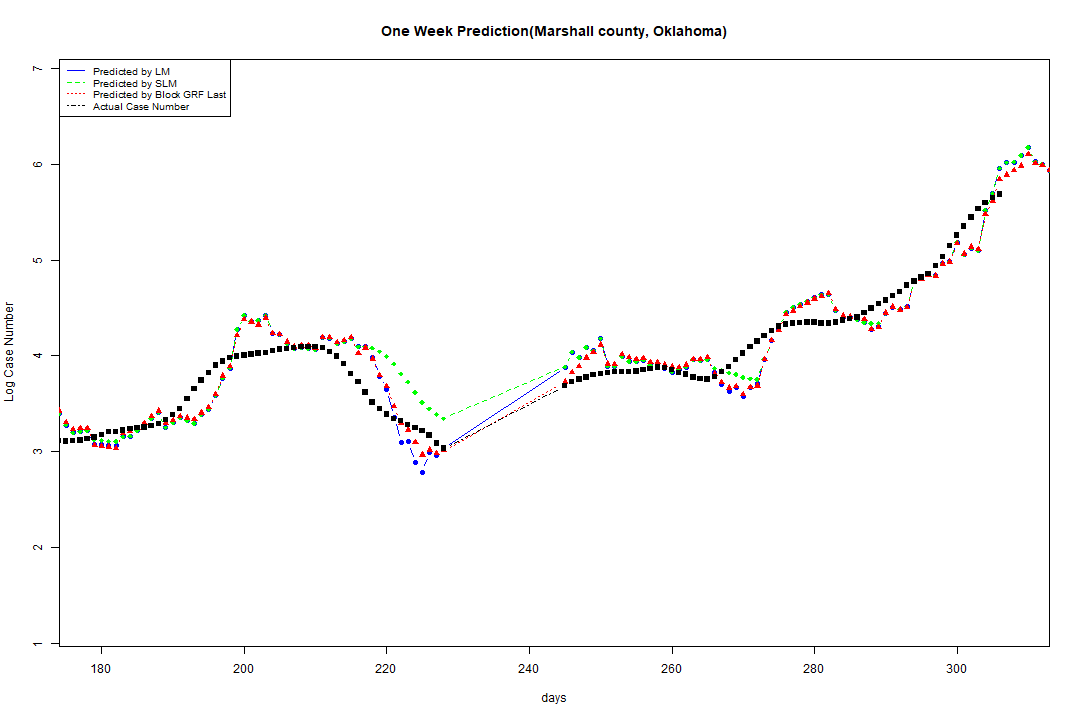 One Week Prediction(Marshall county, Oklahoma)
Predicted by LM
Predicted by SLM
Predicted by Block GRF Last
Actual Case Number
7
6
5
4
3
2
1
Log Case Number
180 200 220 240 260 280 300
days